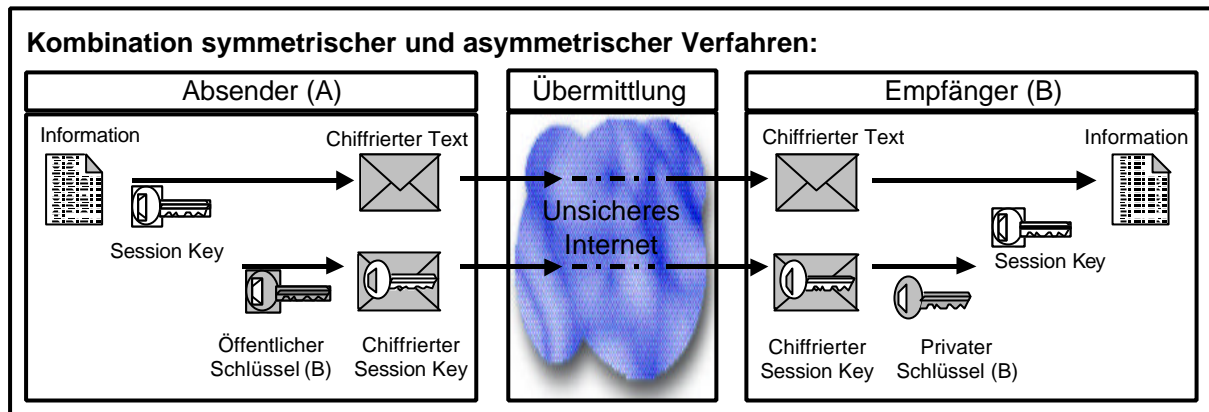 Kombination symmetrischer und asymmetrischer Verfahren:
Absender (A)
Information
Chiffrierter Text
Session Key
Öffentlicher
Schlüssel (B)
Chiffrierter
Session Key
Übermittlung
Unsicheres
Internet
Empfänger (B)
Chiffrierter Text
Information
Session Key
Chiffrierter
Session Key
Privater
Schlüssel (B)